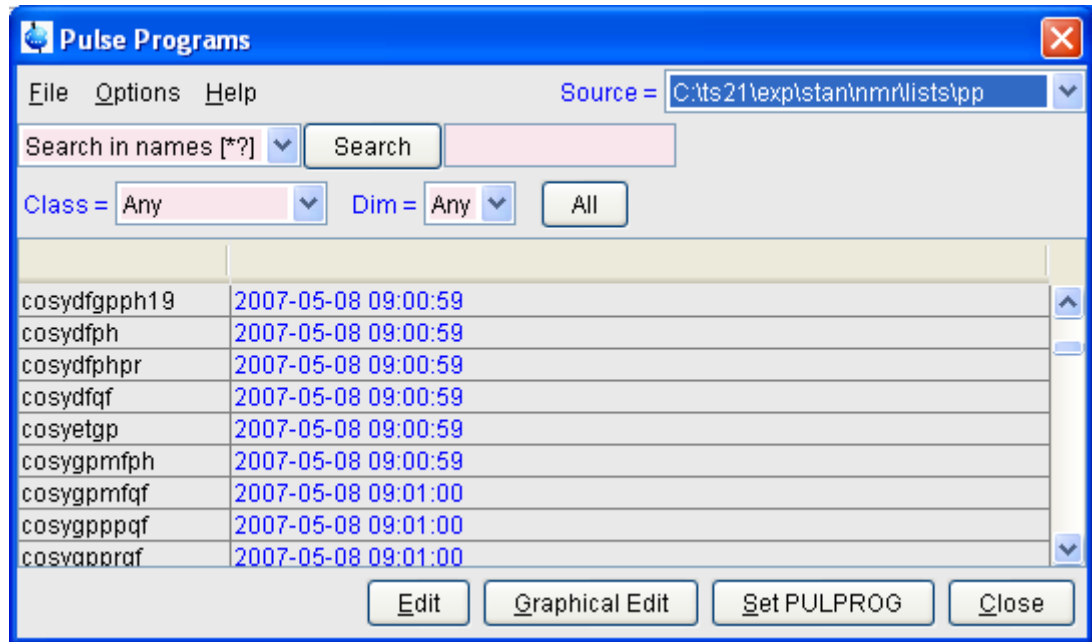 Pulse Programs
File Options Help Source = C:\ts21\exp\stan\nmr\lists\pp
Search in names [*?] Search
Class = Any Dim = Any All
cosydfgpph19 2007-05-08 09:00:59
cosydfph 2007-05-08 09:00:59
cosydfphpr 2007-05-08 09:00:59
cosydfqf 2007-05-08 09:00:59
cosyetgp 2007-05-08 09:00:59
cosygpmfph 2007-05-08 09:00:59
cosygpmfqf 2007-05-08 09:01:00
cosygpppqf 2007-05-08 09:01:00
cosygpprqf 2007-05-08 09:01:00
Edit Graphical Edit Set PULPROG Close